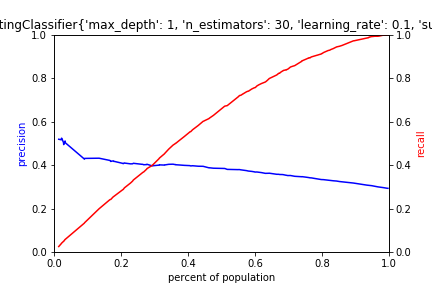 tingClassifier{'max_depth': 1, 'n_estimators': 30, 'learning_rate': 0.1, 'su
1.0 1.0
0.8 0.8
0.6 0.6
precision recall
0.4 0.4
0.2 0.2
0.0 0.0
0.0 0.2 0.4 0.6 0.8 1.0
percent of population